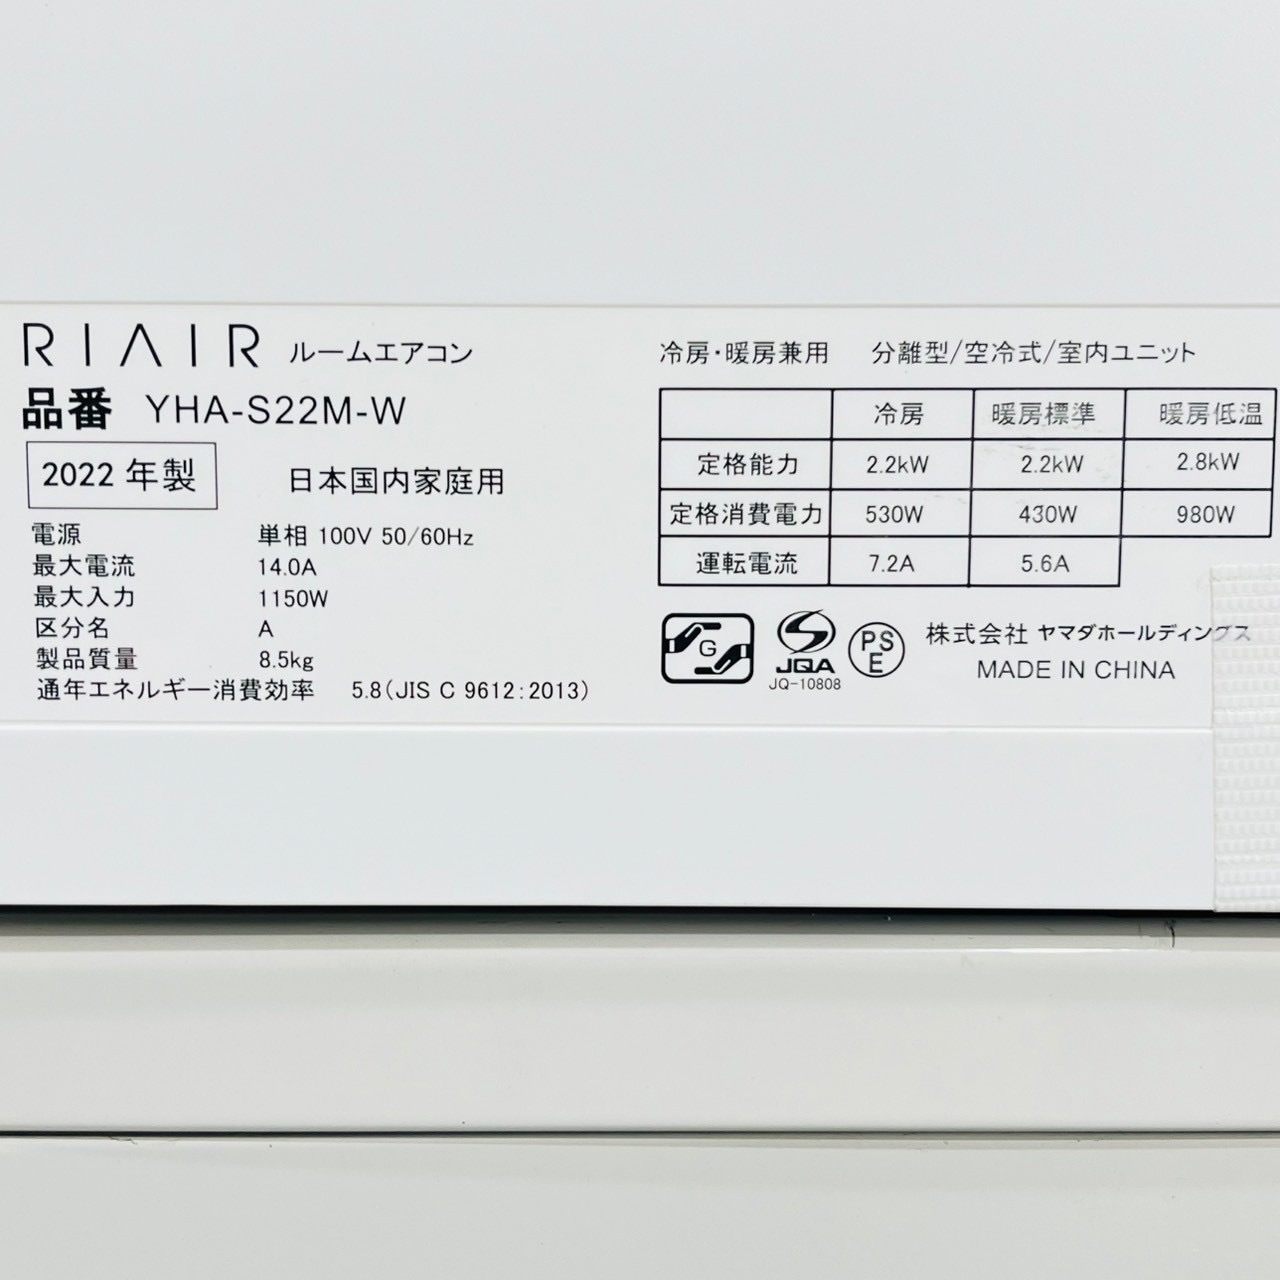 RIAIR ルームエアコン
品番 YHA-S22M-W
2022 年製 日本国内家庭用
電源 単相 100V 50/60Hz
最大電流 14.0A
最大入力 1150W
区分名 A
製品質量 8.5kg
通年エネルギー消費効率 5.8(JIS C 9612:2013)
冷房・暖房兼用 分離型/空冷式/室内ユニット
冷房 暖房標準 暖房低温
定格能力 2.2kW 2.2kW 2.8kW
定格消費電力 530W 430W 980W
運転電流 7.2A 5.6A
G
JQA
JQ-10808
PS
E
株式会社 ヤマダホールディングス
MADE IN CHINA